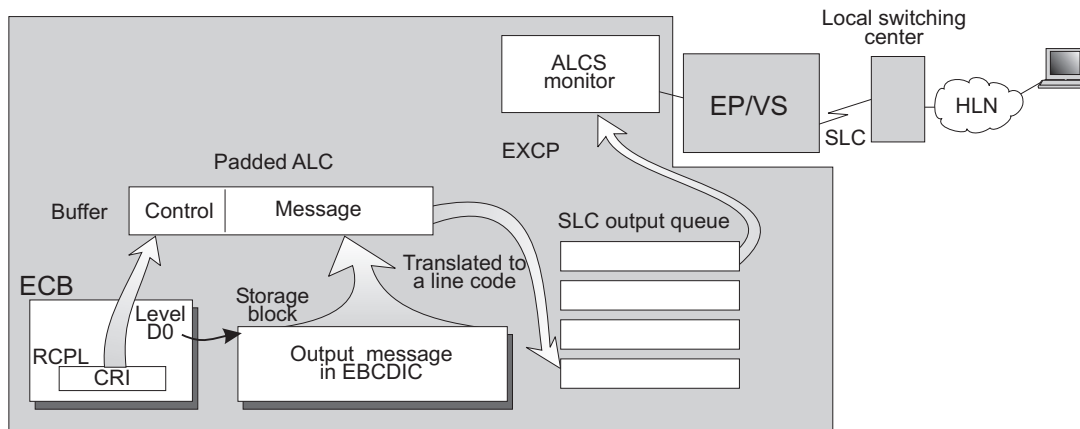 Local switching
center
ALCS
monitor
EP/VS
HLN
SLC
EXCP
Padded ALC
Buffer
Control
Message
SLC output queue
Translated to
a line code
ECB
Level
D0
Storage
block
RCPL
CRI
Output message
in EBCDIC